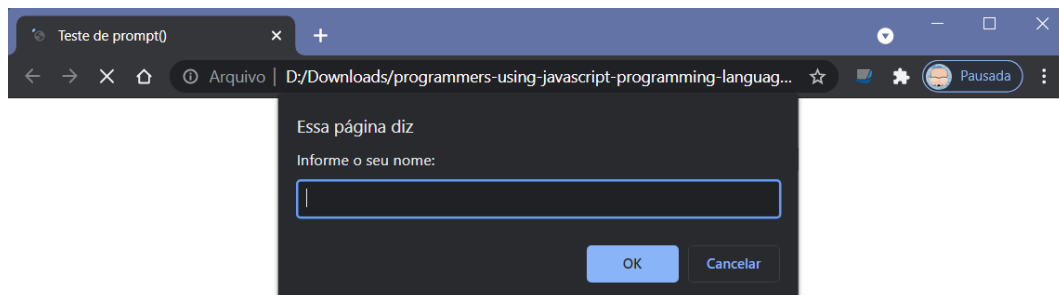 Teste de prompt()
Arquivo | D:/Downloads/programmers-using-javascript-programming-languag... Pausada
Essa página diz
Informe o seu nome:
OK Cancelar